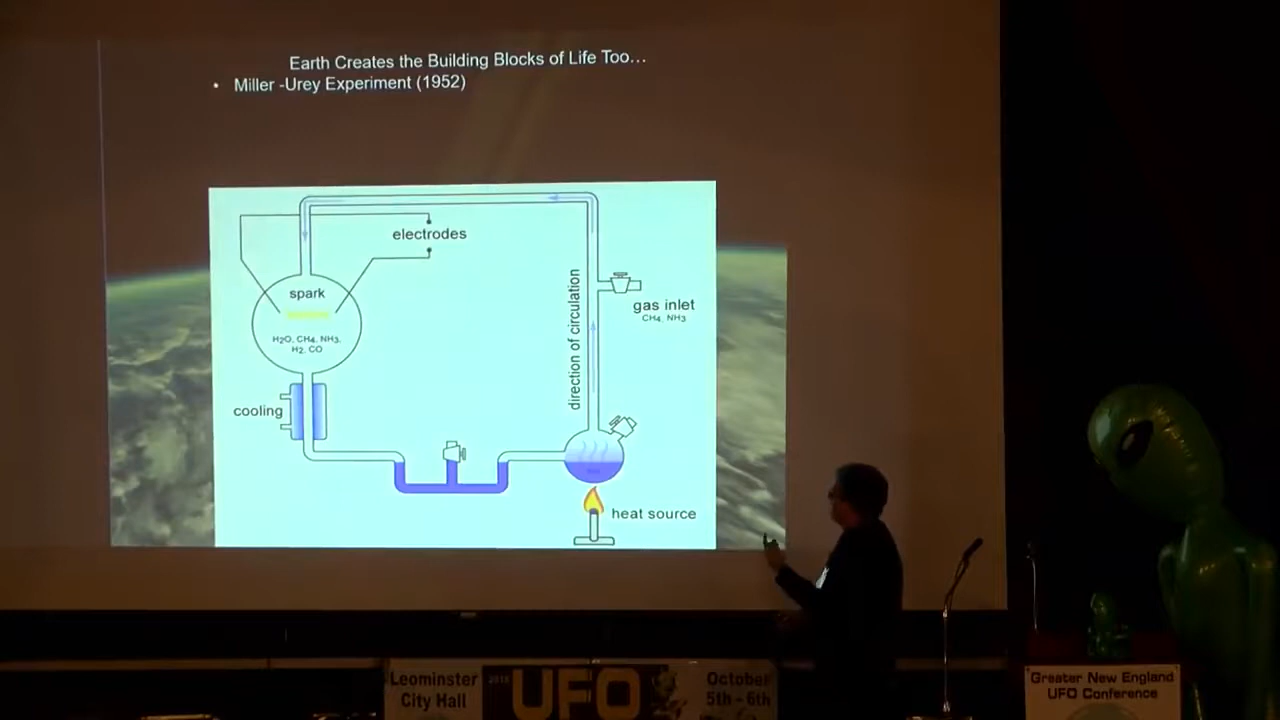 Earth Creates the Building Blocks of Life Too...
• Miller -Urey Experiment (1952)
electrodes
spark
H2O, CH4, NH3,
H2, CO
cooling
direction of circulation
gas inlet
CH4, NH3
heat source
Leominster
City Hall
UFO
October
5th - 6th
Greater New England
UFO Conference